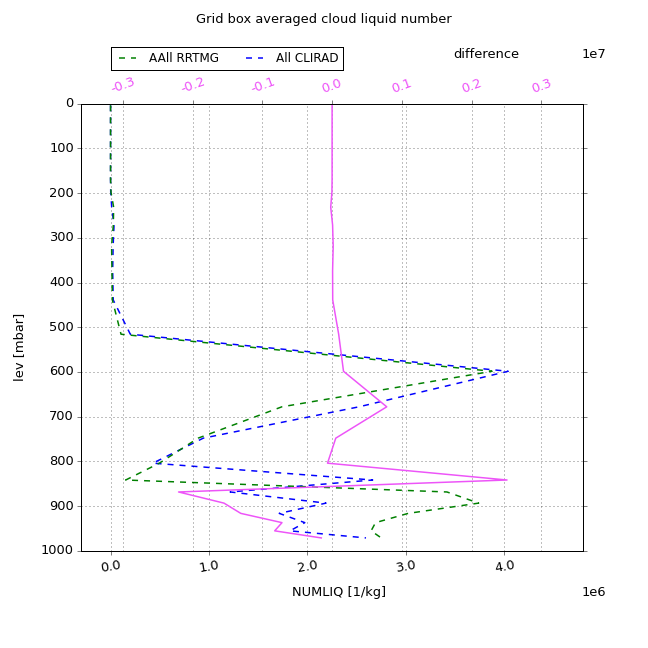 Grid box averaged cloud liquid number
AAll RRTMG All CLIRAD
difference 1e7
-0.3 -0.2 -0.1 0.0 0.1 0.2 0.3
0
100
200
300
400
500
600
700
800
900
1000
lev [mbar]
0.0 1.0 2.0 3.0 4.0
NUMLIQ [1/kg] 1e6